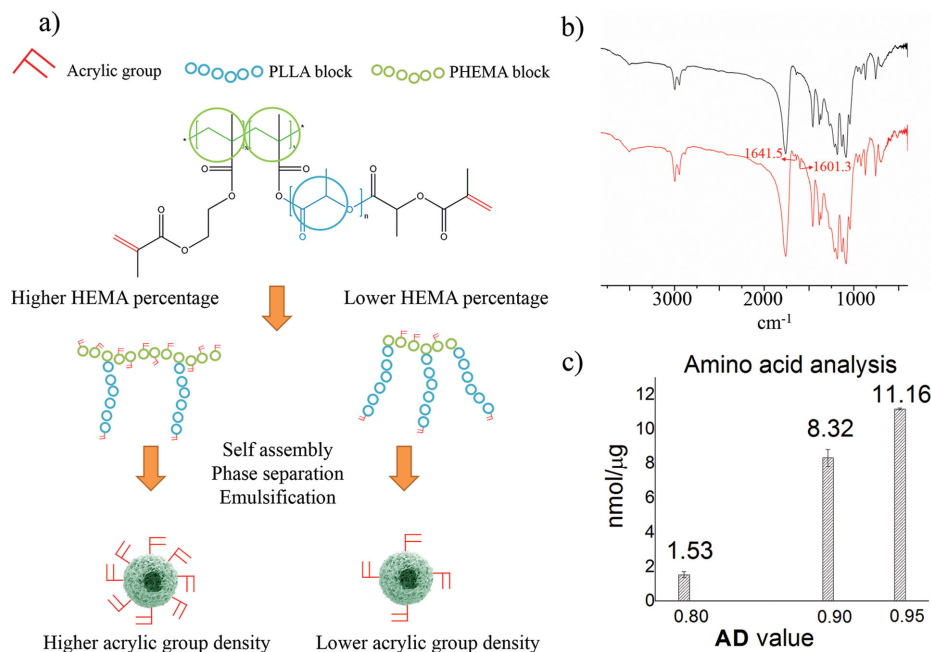 a)
Acrylic group
PLLA block
PHEMA block
*
*
x
y
O
O
O
O
O
O
n
O
O
O
O
O
O
Higher HEMA percentage
Lower HEMA percentage
Self assembly
Phase separation
Emulsification
Higher acrylic group density
Lower acrylic group density
b)
1641.5
1601.3
3000
2000
1000
cm-1
c)
Amino acid analysis
nmol/μg
12
10
8
6
4
2
0
1.53
8.32
11.16
0.80
0.90
0.95
AD value